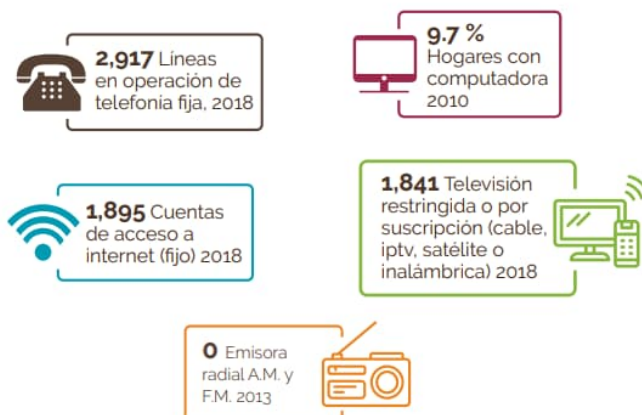 2,917 Líneas
en operación de
telefonía fija, 2018
9.7 %
Hogares con
computadora
2010
1,895 Cuentas
de acceso a
internet (fijo) 2018
1,841 Televisión
restringida o por
suscripción (cable,
iptv, satélite o
inalámbrica) 2018
0 Emisora
radial A.M. y
F.M. 2013